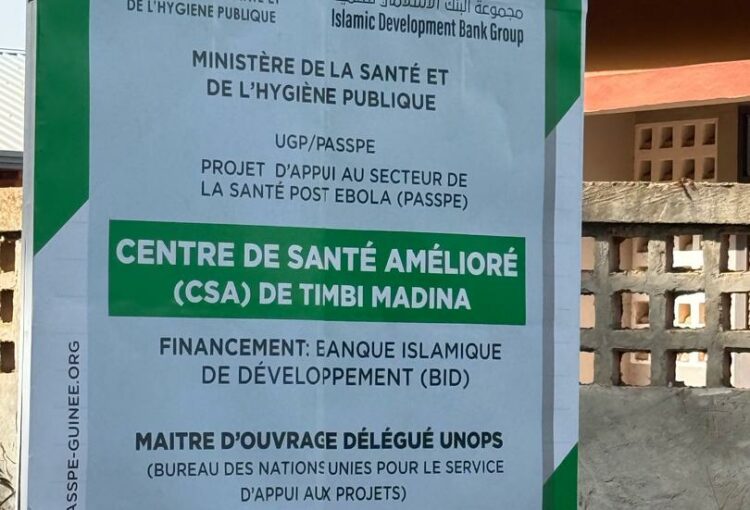 DE L'HYGIENE PUBLIQUE
Islamic Development Bank Group
MINISTÈRE DE LA SANTÉ ET
DE L'HYGIÈNE PUBLIQUE
UGP/PASSPE
PROJET D'APPUI AU SECTEUR DE
LA SANTÉ POST EBOLA (PASSPE)
CENTRE DE SANTÉ AMÉLIORÉ
(CSA) DE TIMBI MADINA
FINANCEMENT: BANQUE ISLAMIQUE
DE DÉVELOPPEMENT (BID)
MAITRE D'OUVRAGE DÉLÉGUÉ UNOPS
(BUREAU DES NATIONS UNIES POUR LE SERVICE
D'APPUI AUX PROJETS)
ASSPE-GUINEE.ORG